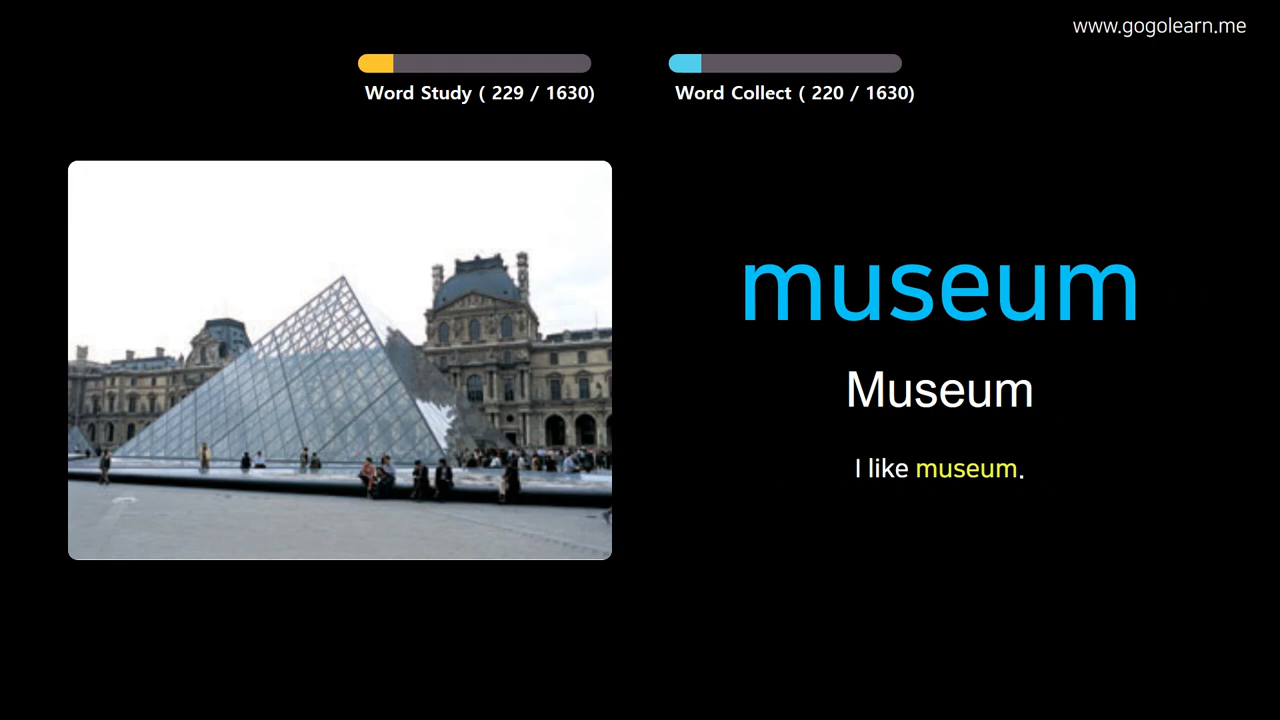 www.gogolearn.me
Word Study ( 229 / 1630)
Word Collect ( 220 / 1630)
museum
Museum
I like museum.